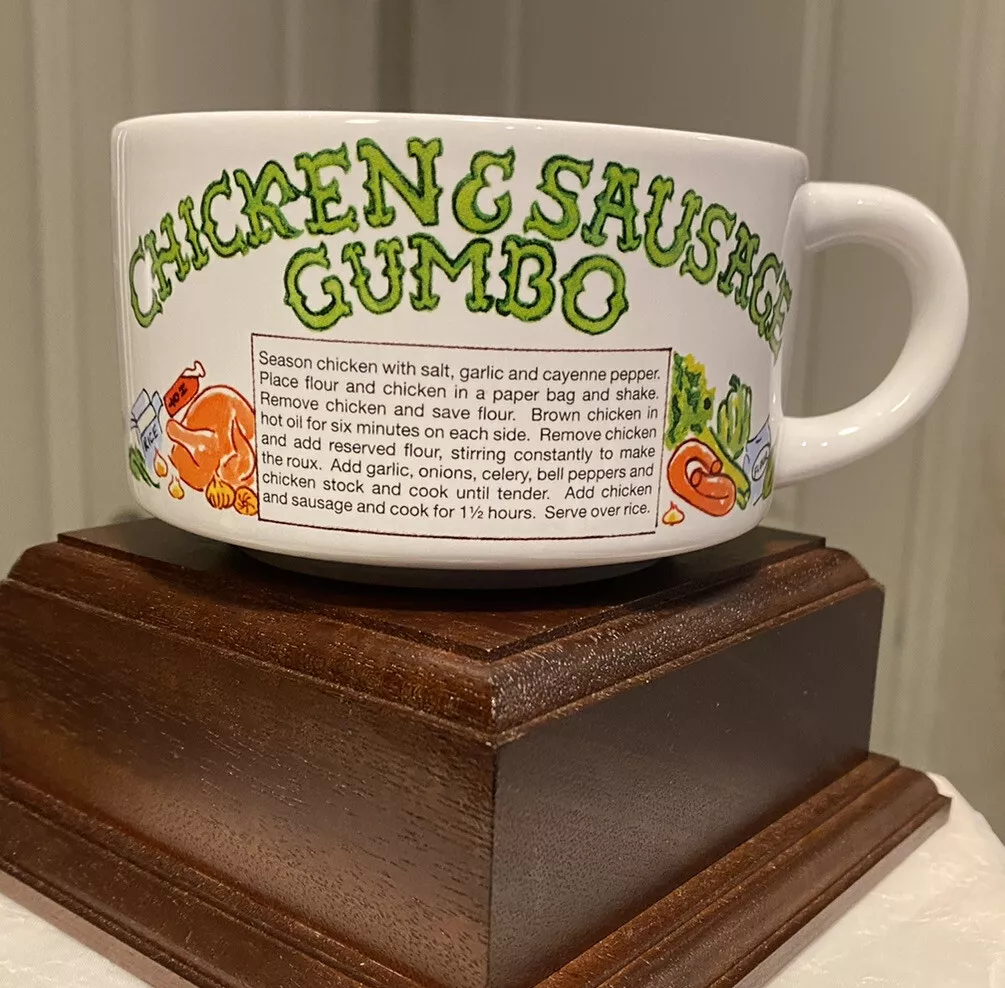 CHICKEN & SAUSAGE
GUMBO
Season chicken with salt, garlic and cayenne pepper.
Place flour and chicken in a paper bag and shake.
Remove chicken and save flour. Brown chicken in
hot oil for six minutes on each side. Remove chicken
and add reserved flour, stirring constantly to make
the roux. Add garlic, onions, celery, bell peppers and
chicken stock and cook until tender. Add chicken
and sausage and cook for 1½ hours. Serve over rice.
HOT
RICE